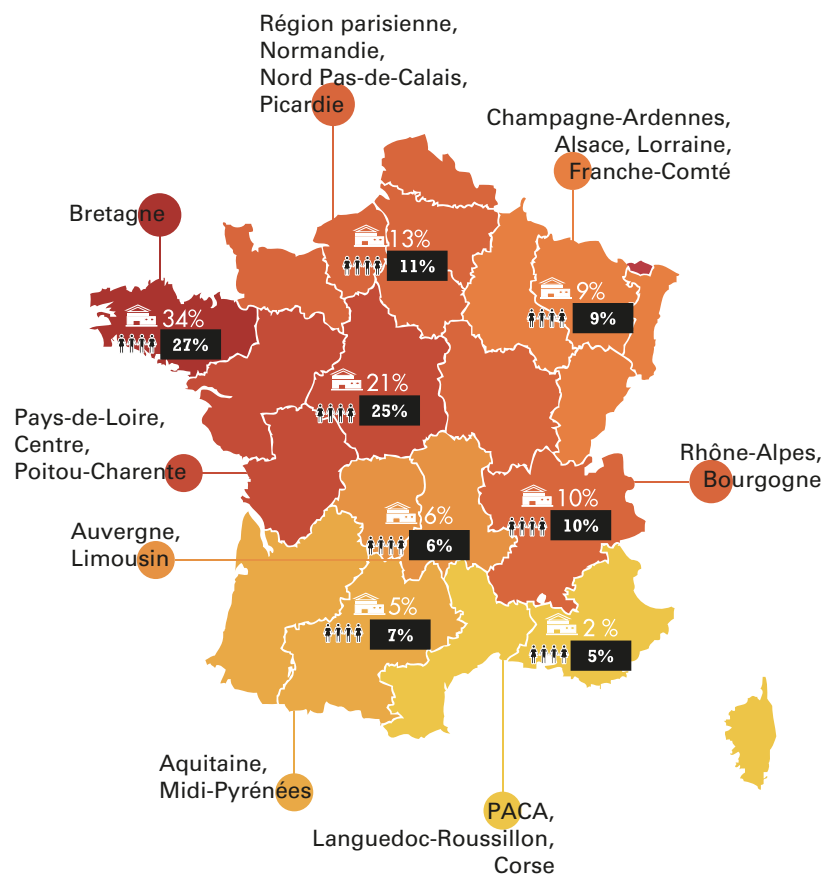 Région parisienne,
Normandie,
Nord Pas-de-Calais,
Picardie
Champagne-Ardennes,
Alsace, Lorraine,
Franche-Comté
Bretagne
13%
11%
9%
9%
34%
27%
21%
25%
Pays-de-Loire,
Centre,
Poitou-Charente
Rhône-Alpes,
Bourgogne
10%
10%
6%
6%
Auvergne,
Limousin
5%
7%
2 %
5%
Aquitaine,
Midi-Pyrénées
PACA,
Languedoc-Roussillon,
Corse